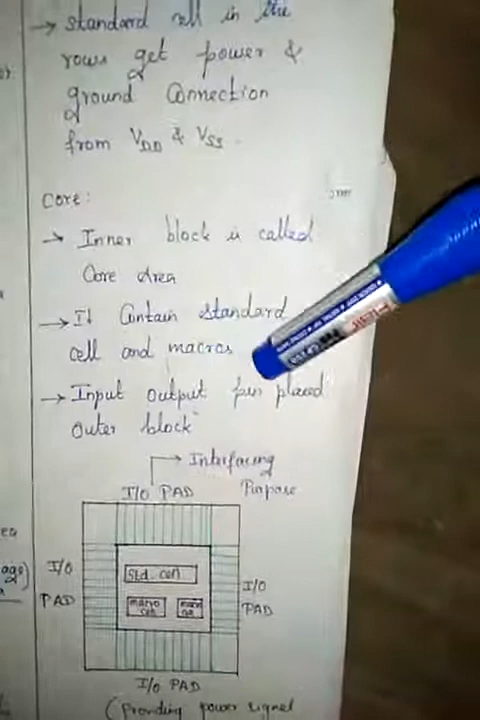 → Standard cell in the
rows get power &
ground Connection
from VDD & VSS.
Core:
→ Inner block is called
Core Area
→ It Contain standard
cell and macros
→ Input output pin placed
outer block
→ Interfacing
Purpose
I/O PAD
I/O
PAD
Std cell
macro
cell
I/O
PAD
I/O PAD
(Providing power signal